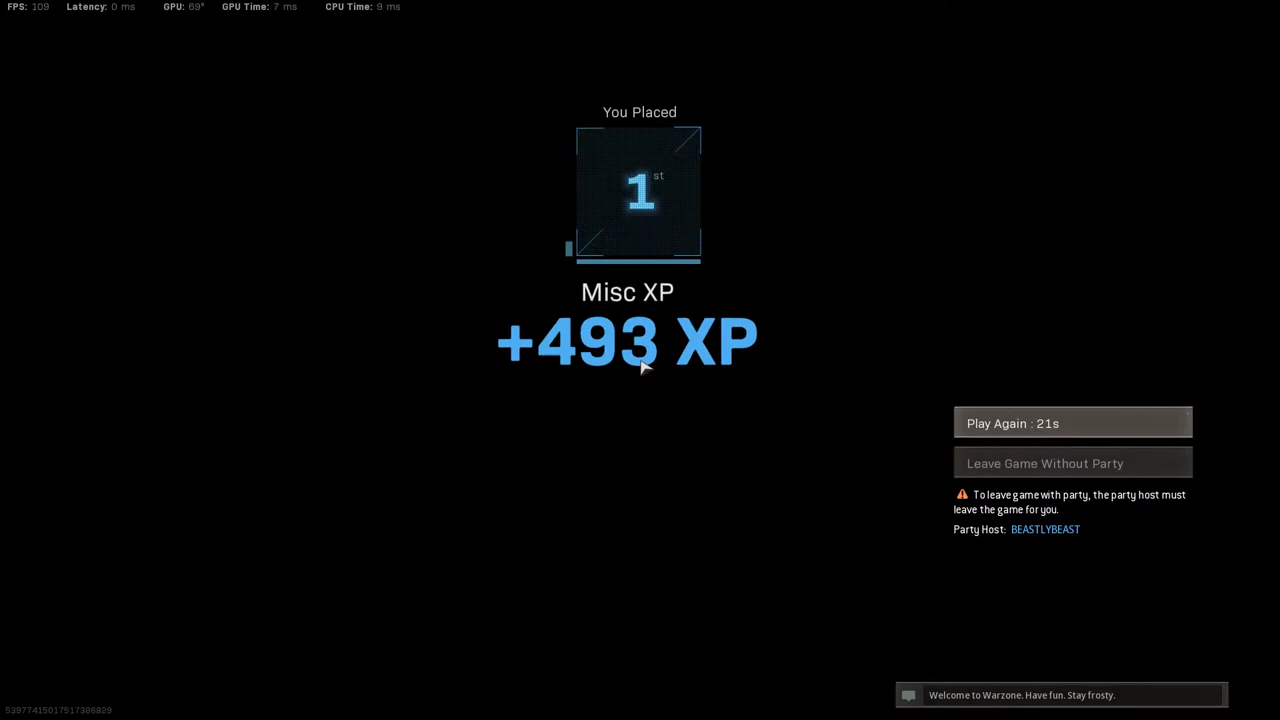 FPS: 109 Latency: 0 ms GPU: 69° GPU Time: 7 ms CPU Time: 9 ms
You Placed
1st
Misc XP
+493 XP
Play Again : 21s
Leave Game Without Party
To leave game with party, the party host must
leave the game for you.
Party Host: BEASTLYBEAST
Welcome to Warzone. Have fun. Stay frosty.
53977415017517386829